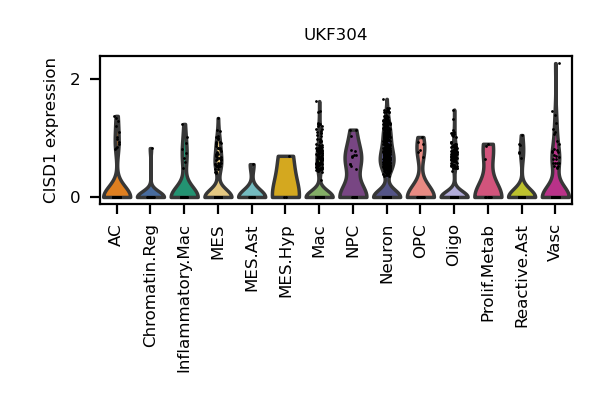 UKF304
CISD1 expression
2
0
AC
Chromatin.Reg
Inflammatory.Mac
MES
MES.Ast
MES.Hyp
Mac
NPC
Neuron
OPC
Oligo
Prolif.Metab
Reactive.Ast
Vasc